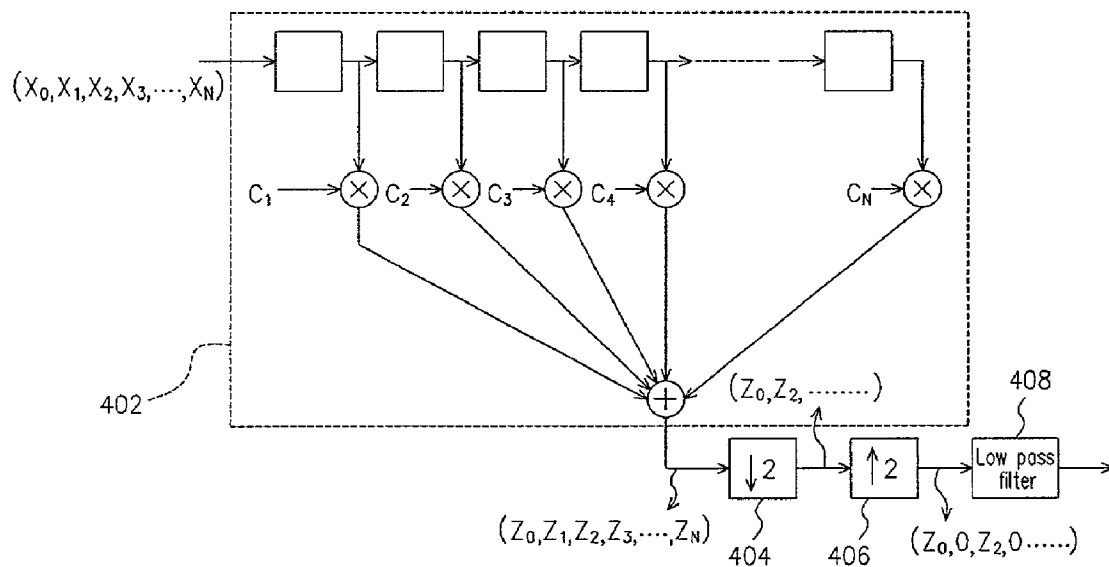 (X₀,X₁,X₂,X₃,····,X_N)
C₁
C₂
C₃
C₄
C_N
402
(Z₀,Z₂,········)
408
↓2
↑2
Low pass
filter
(Z₀,Z₁,Z₂,Z₃,····,Z_N)
404
406
(Z₀,0,Z₂,0······)